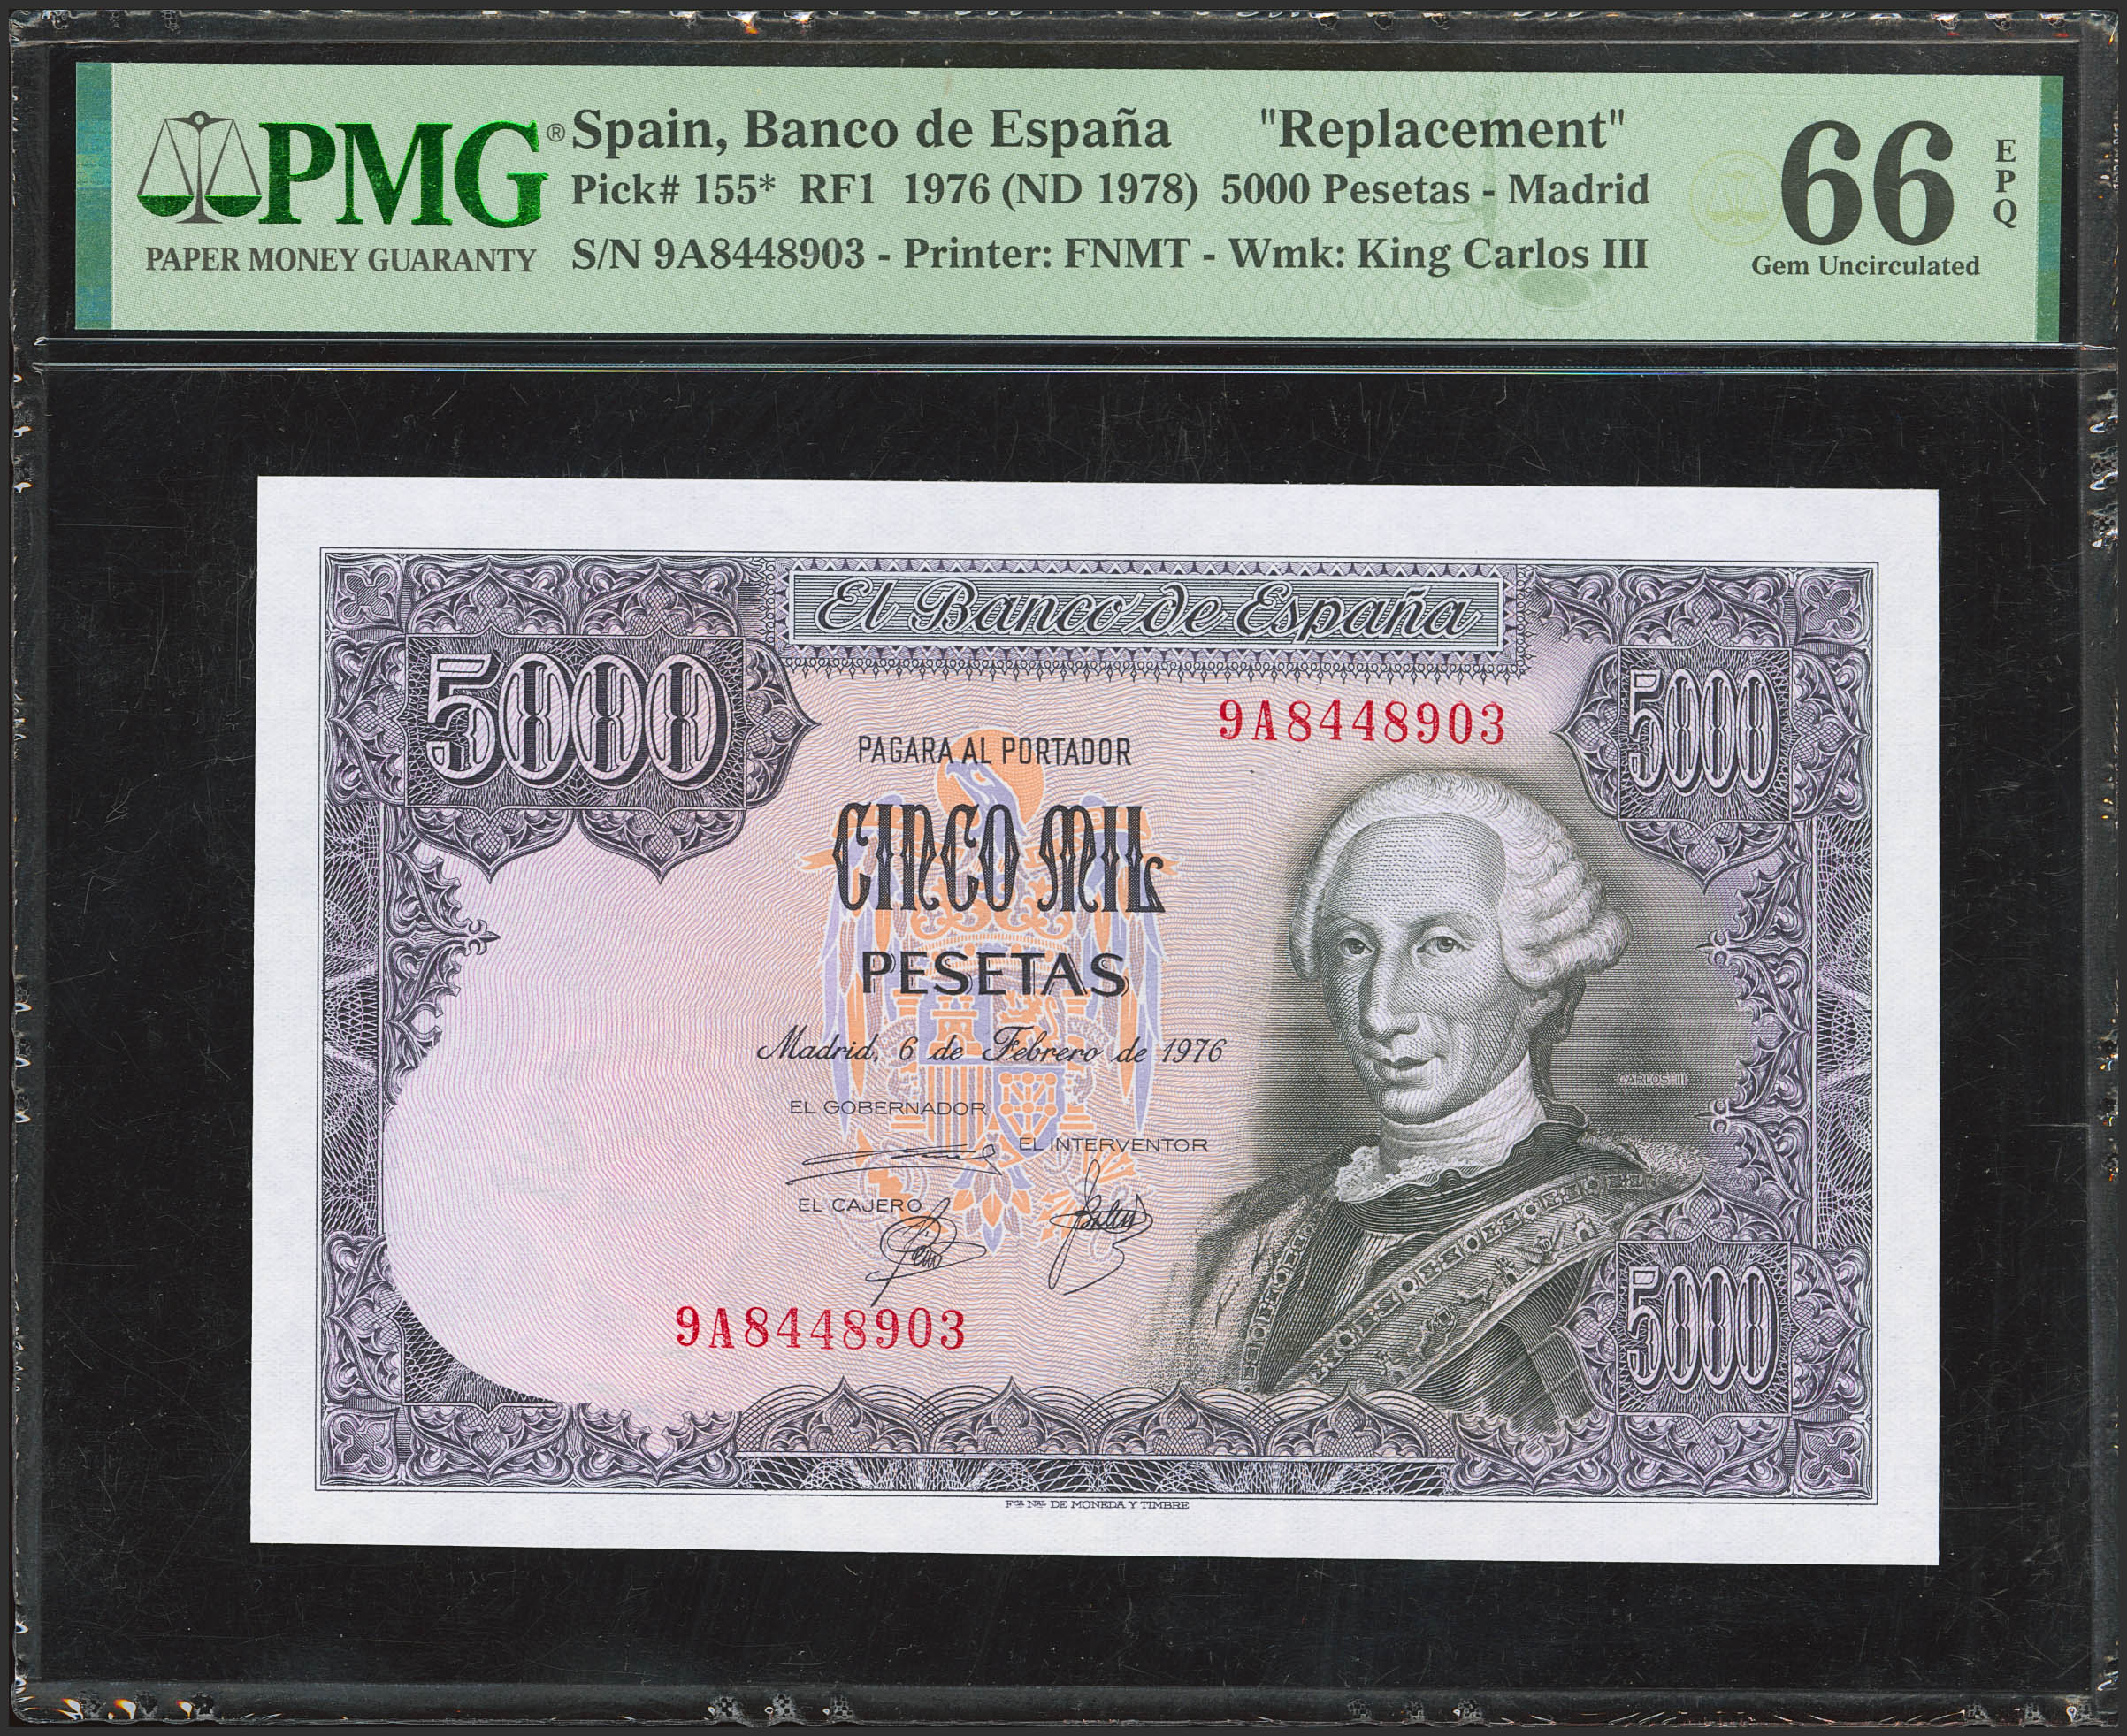 PMG®
PAPER MONEY GUARANTY
Spain, Banco de España "Replacement"
Pick# 155* RF1 1976 (ND 1978) 5000 Pesetas - Madrid
S/N 9A8448903 - Printer: FNMT - Wmk: King Carlos III
66
EPQ
Gem Uncirculated
El Banco de España
5000
5000
9A8448903
PAGARA AL PORTADOR
CINCO MIL
PESETAS
Madrid, 6 de Febrero de 1976
CARLOS III
EL GOBERNADOR
EL INTERVENTOR
EL CAJERO
9A8448903
5000
Fca Nal DE MONEDA Y TIMBRE